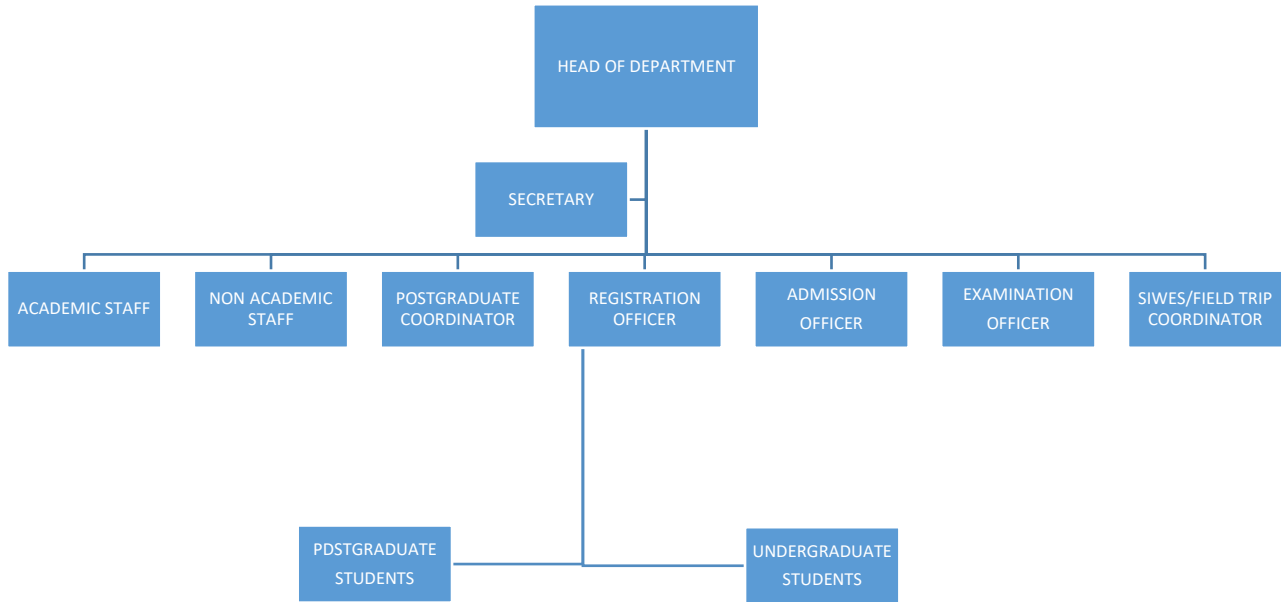 HEAD OF DEPARTMENT
SECRETARY
ACADEMIC STAFF
NON ACADEMIC
STAFF
POSTGRADUATE
COORDINATOR
REGISTRATION
OFFICER
ADMISSION
OFFICER
EXAMINATION
OFFICER
SIWES/FIELD TRIP
COORDINATOR
PDSTGRADUATE
STUDENTS
UNDERGRADUATE
STUDENTS